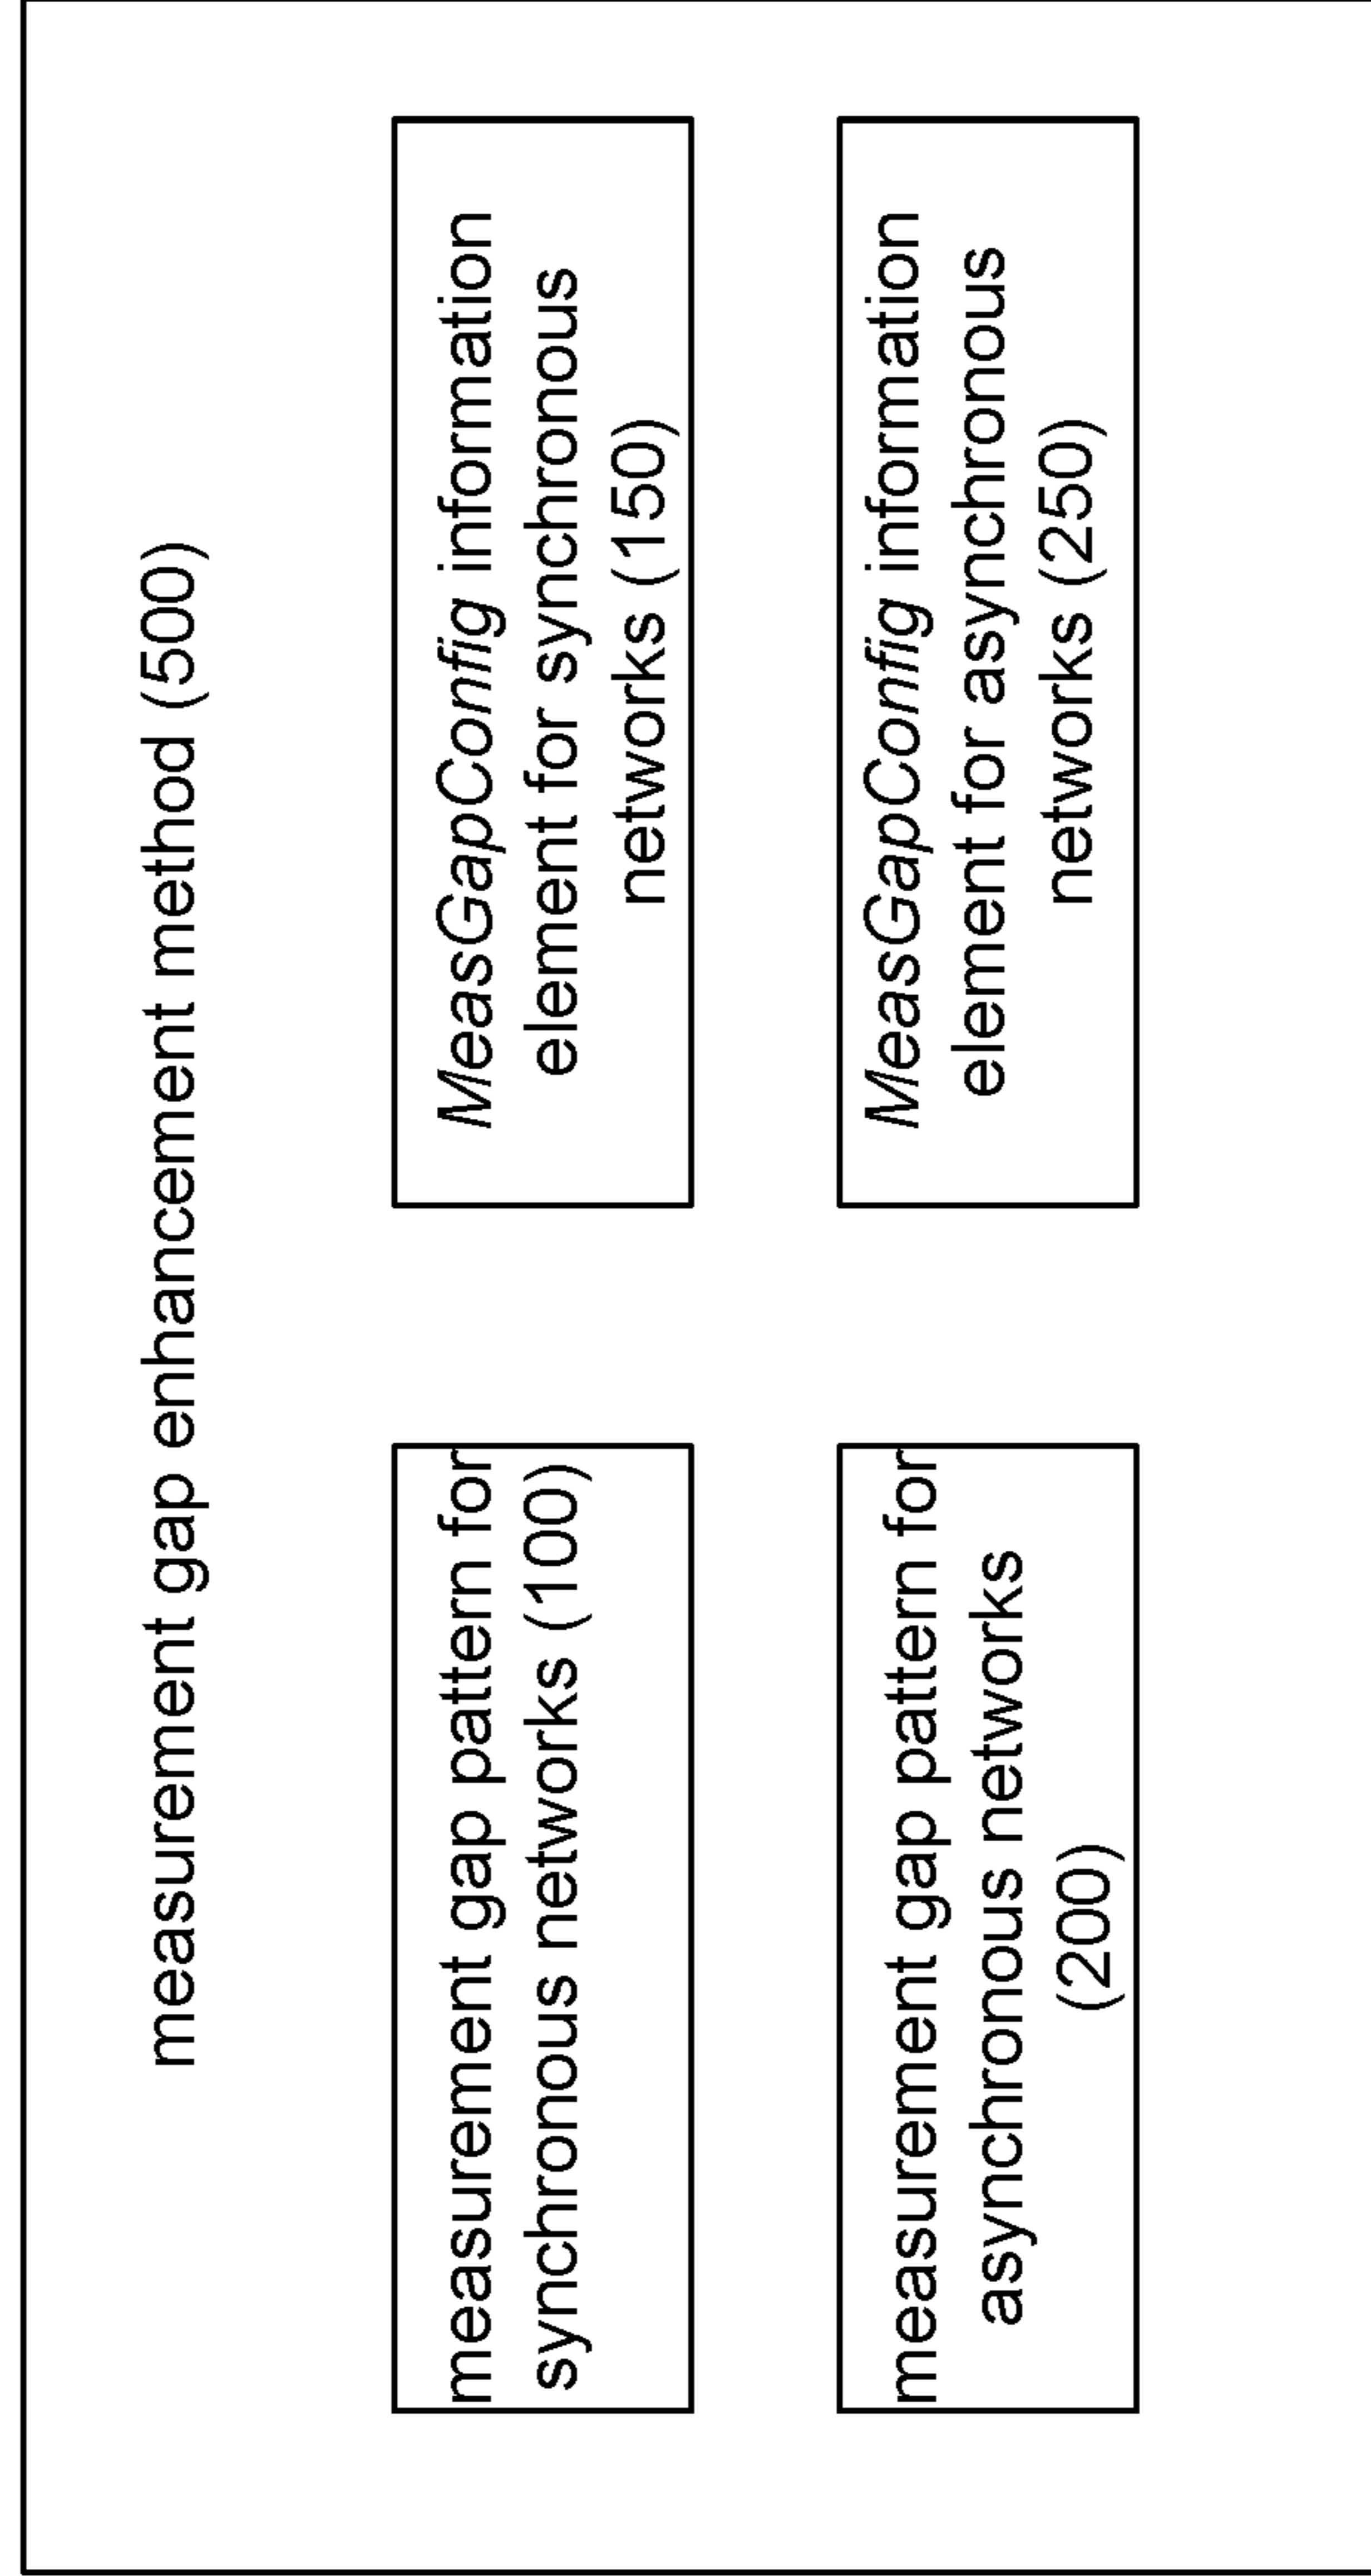 measurement gap enhancement method (500)
measurement gap pattern for
synchronous networks (100)
MeasGapConfig information
element for synchronous
networks (150)
measurement gap pattern for
asynchronous networks
(200)
MeasGapConfig information
element for asynchronous
networks (250)